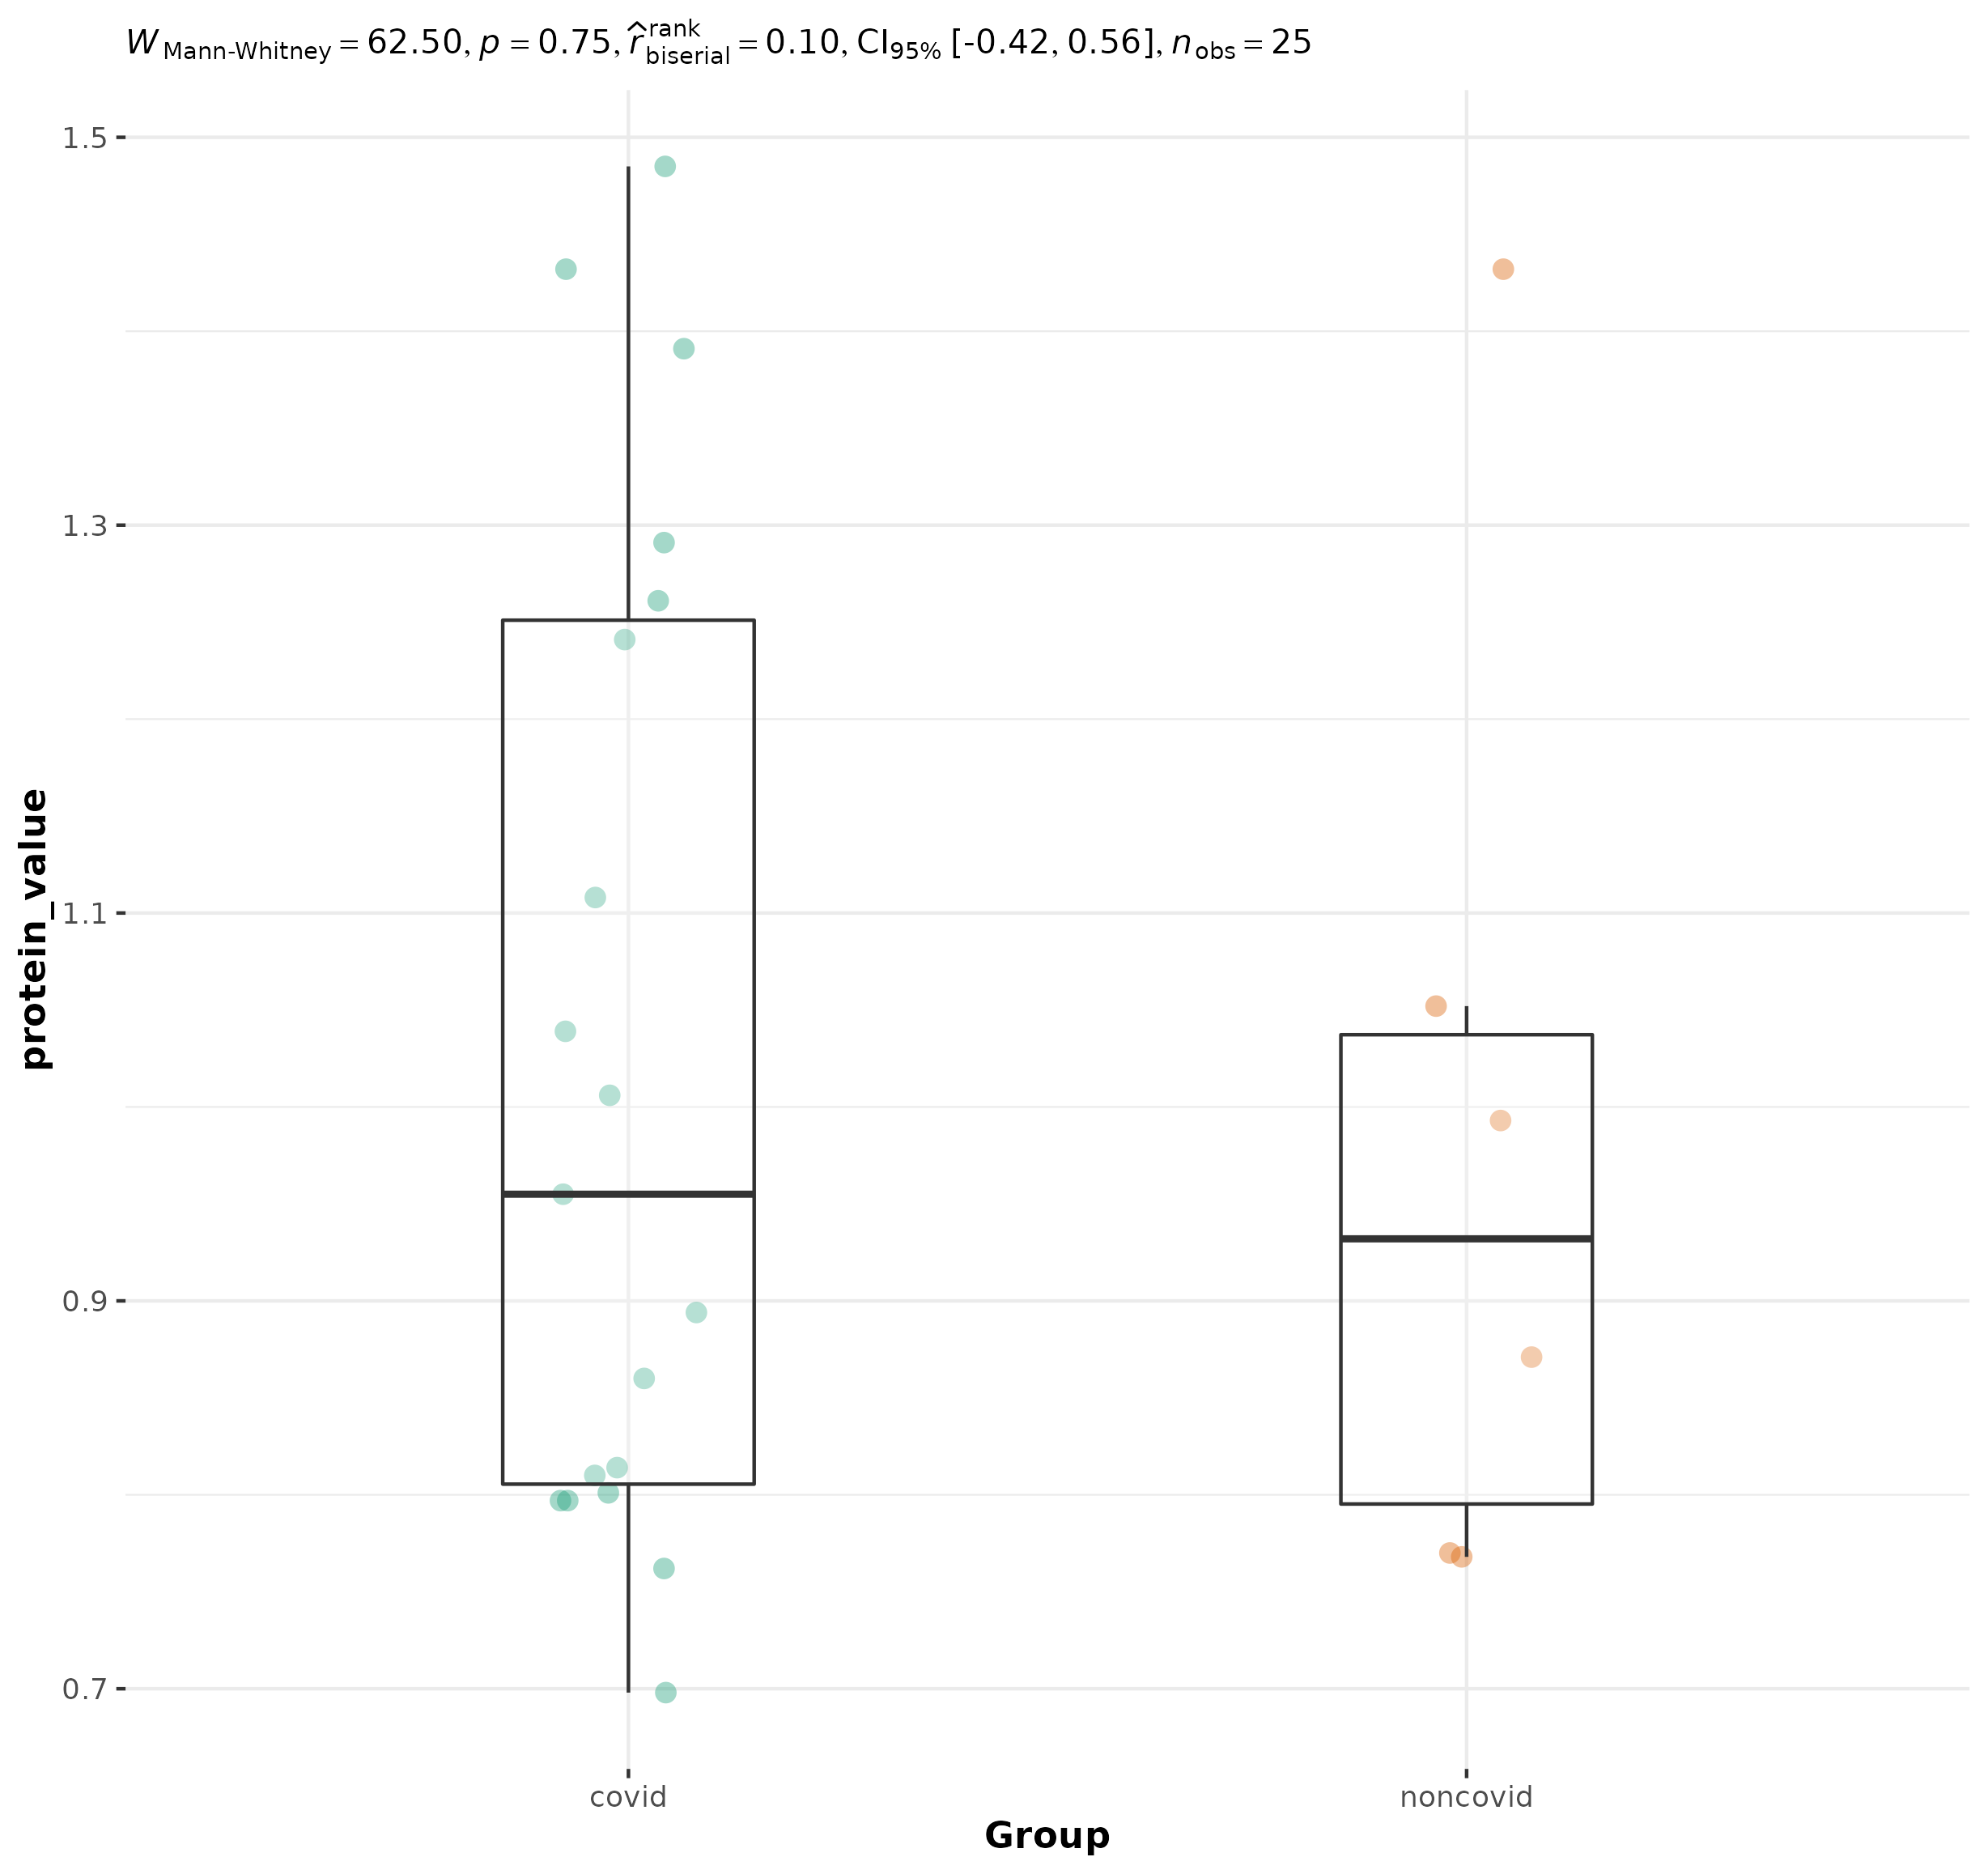 W Mann-Whitney = 62.50, p = 0.75, r̂ rank biserial = 0.10, CI95% [-0.42, 0.56], n obs = 25
1.5
1.3
1.1
0.9
0.7
protein_value
covid noncovid
Group